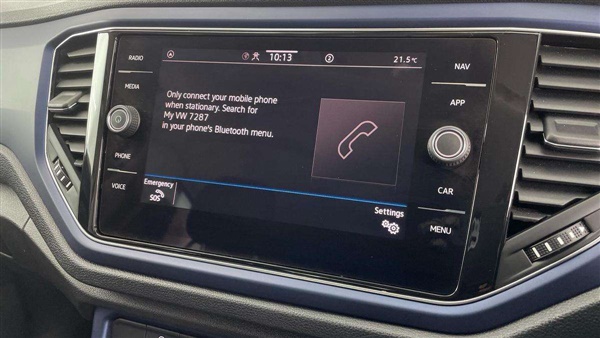 RADIO
MEDIA
PHONE
VOICE
10:13
2
21.5°C
Only connect your mobile phone
when stationary. Search for
My VW 7287
in your phone's Bluetooth menu.
Emergency
SOS
Settings
NAV
APP
CAR
MENU